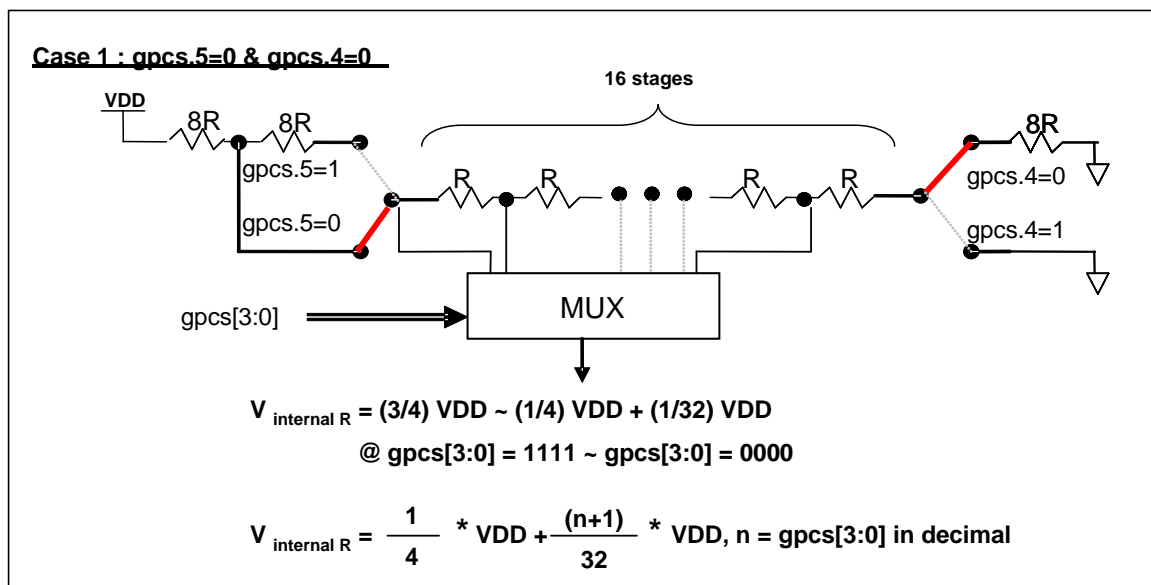 Case 1 : gpcs.5=0 & gpcs.4=0
16 stages
VDD
8R 8R 8R
gpcs.5=1
gpcs.4=0
R R R R
gpcs.5=0
gpcs.4=1
MUX
gpcs[3:0]
V internal R = (3/4) VDD ~ (1/4) VDD + (1/32) VDD
@ gpcs[3:0] = 1111 ~ gpcs[3:0] = 0000
V internal R = 1/4 * VDD + (n+1)/32 * VDD, n = gpcs[3:0] in decimal